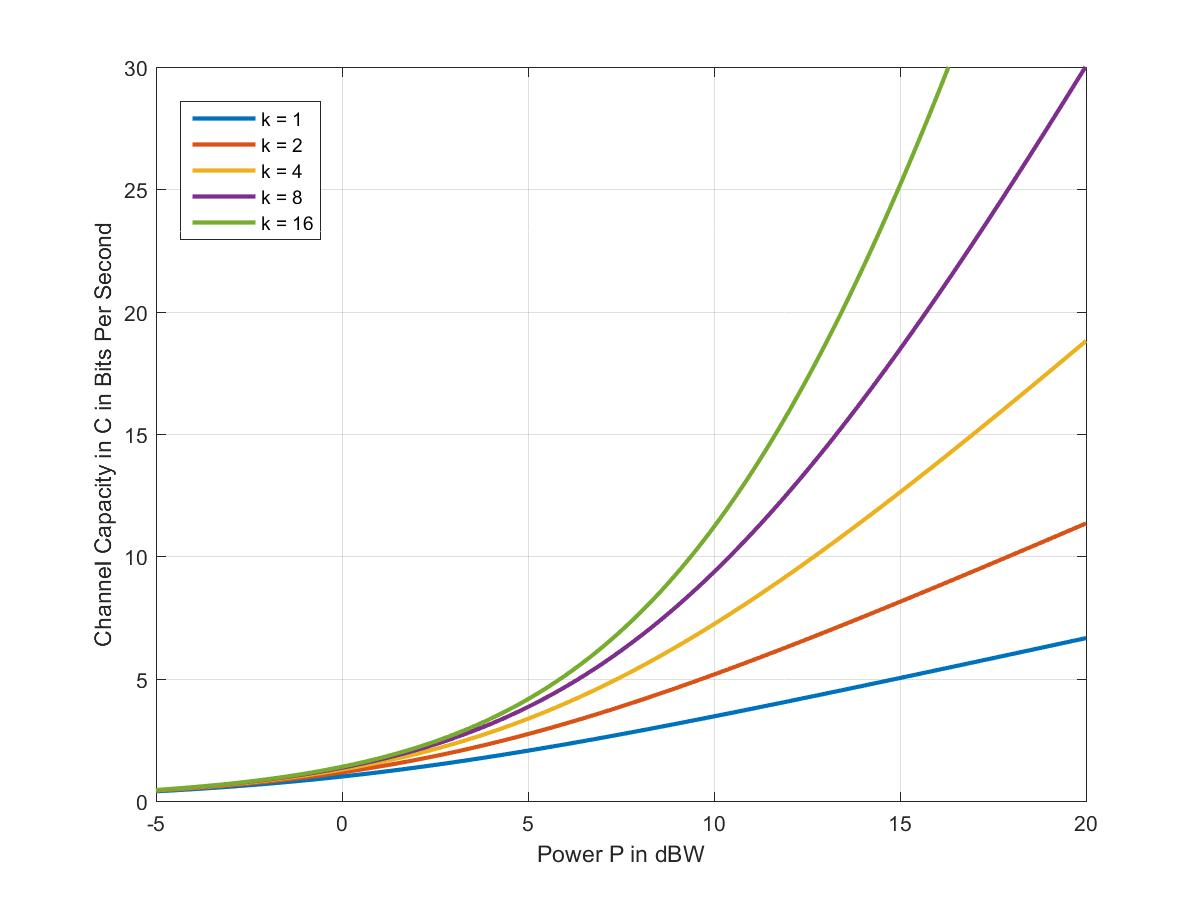 30
25
20
15
10
5
0
k = 1
k = 2
k = 4
k = 8
k = 16
Channel Capacity in C in Bits Per Second
-5
0
5
10
15
20
Power P in dBW